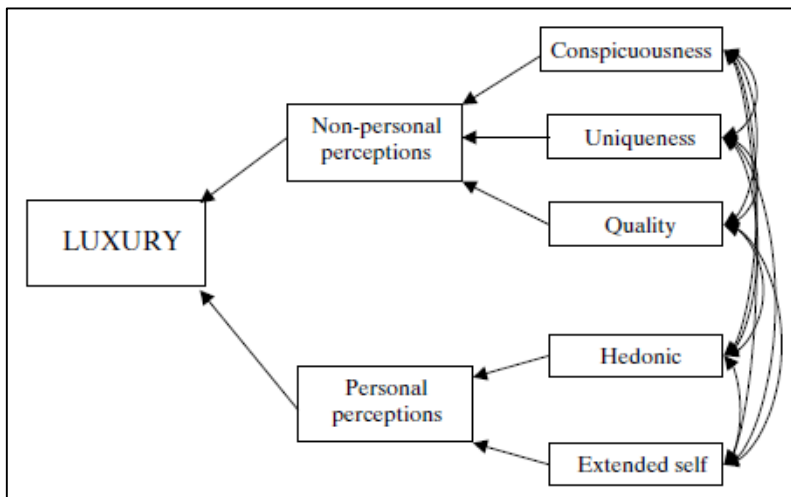 Conspicuousness
Non-personal
perceptions
Uniqueness
Quality
LUXURY
Hedonic
Personal
perceptions
Extended self